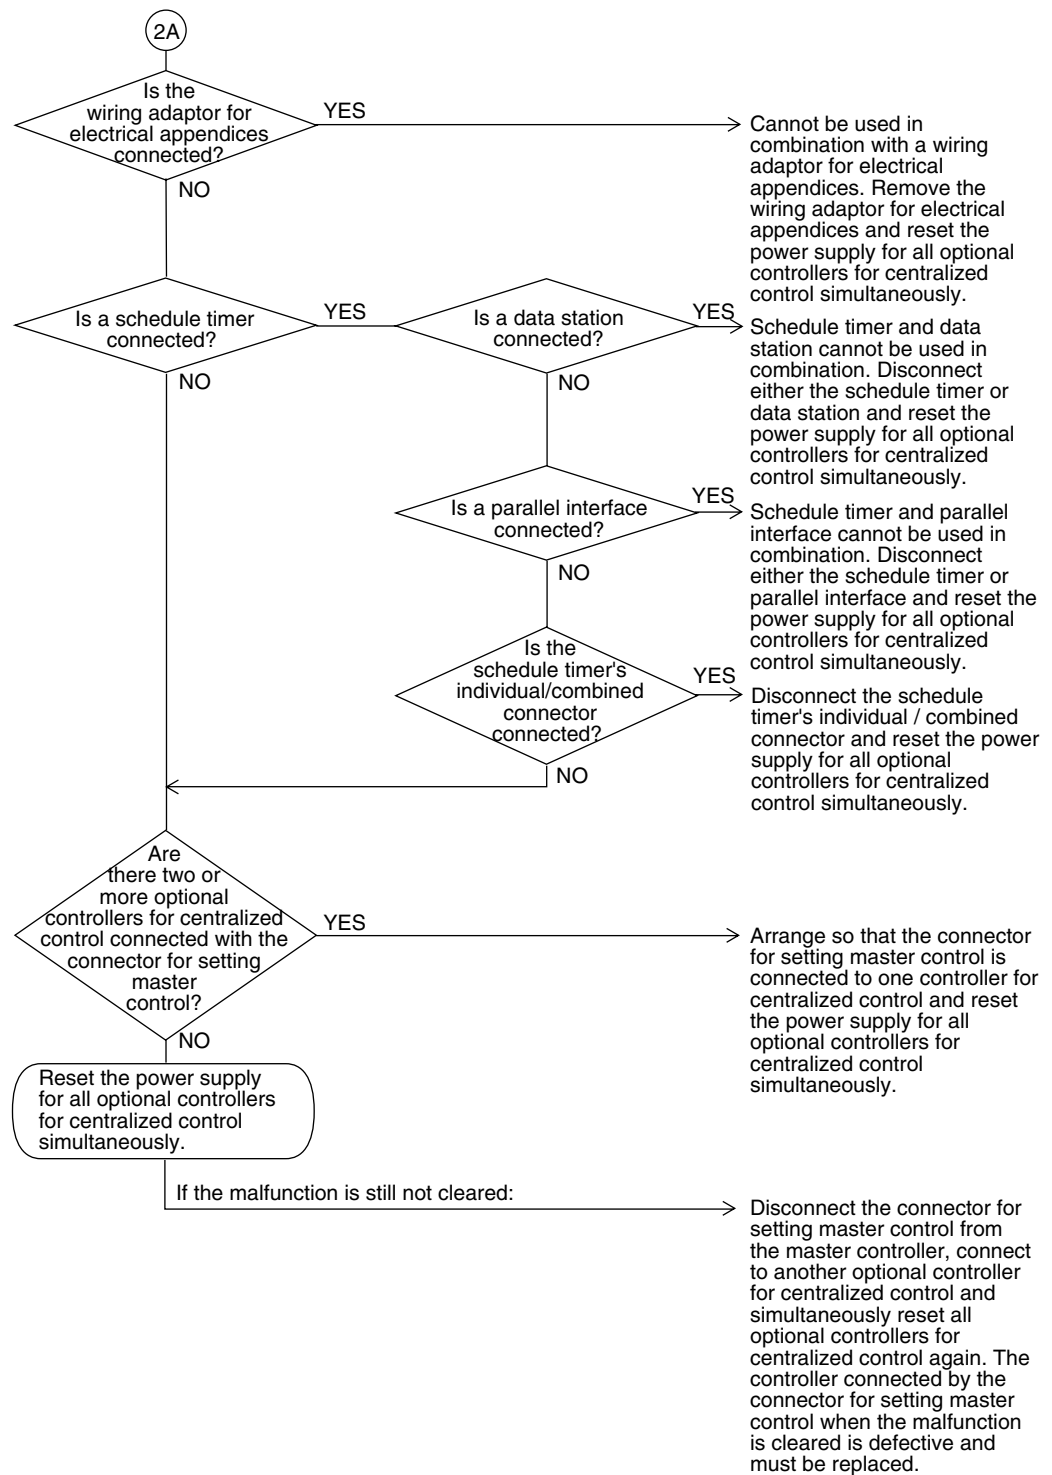 2A
Is the
wiring adaptor for
electrical appendices
connected?
YES
Cannot be used in
combination with a wiring
adaptor for electrical
appendices. Remove the
wiring adaptor for electrical
appendices and reset the
power supply for all optional
controllers for centralized
control simultaneously.
NO
Is a schedule timer
connected?
YES
Is a data station
connected?
YES
Schedule timer and data
station cannot be used in
combination. Disconnect
either the schedule timer or
data station and reset the
power supply for all optional
controllers for centralized
control simultaneously.
NO
NO
Is a parallel interface
connected?
YES
Schedule timer and parallel
interface cannot be used in
combination. Disconnect
either the schedule timer or
parallel interface and reset the
power supply for all optional
controllers for centralized
control simultaneously.
NO
Is the
schedule timer's
individual/combined
connector
connected?
YES
Disconnect the schedule
timer's individual / combined
connector and reset the power
supply for all optional
controllers for centralized
control simultaneously.
NO
Are
there two or
more optional
controllers for centralized
control connected with the
connector for setting
master
control?
YES
Arrange so that the connector
for setting master control is
connected to one controller for
centralized control and reset
the power supply for all
optional controllers for
centralized control
simultaneously.
NO
Reset the power supply
for all optional controllers
for centralized control
simultaneously.
If the malfunction is still not cleared:
Disconnect the connector for
setting master control from
the master controller, connect
to another optional controller
for centralized control and
simultaneously reset all
optional controllers for
centralized control again. The
controller connected by the
connector for setting master
control when the malfunction
is cleared is defective and
must be replaced.